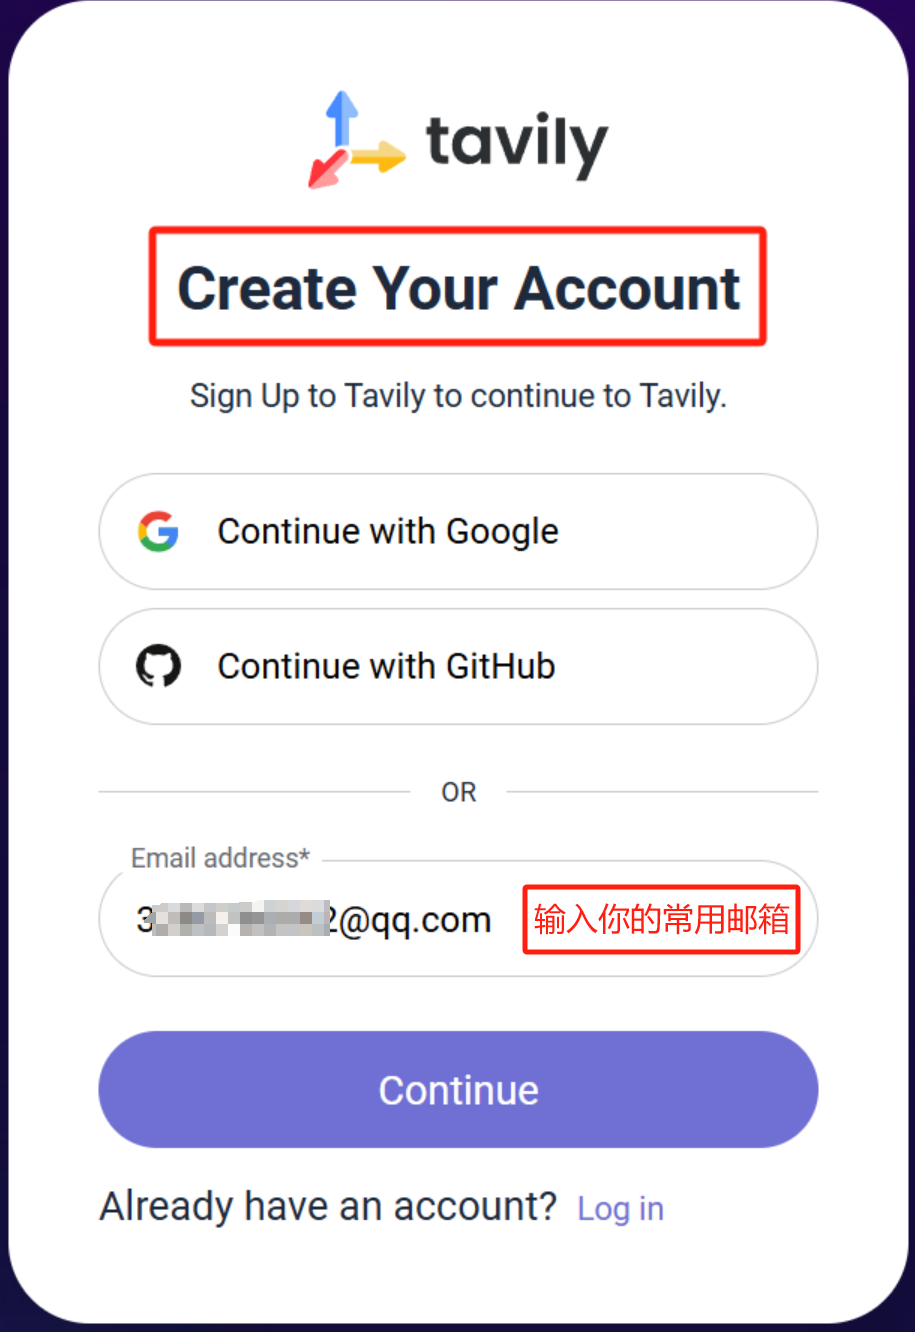 tavily
Create Your Account
Sign Up to Tavily to continue to Tavily.
Continue with Google
Continue with GitHub
OR
Email address*
3 2@qq.com
输入你的常用邮箱
Continue
Already have an account? Log in